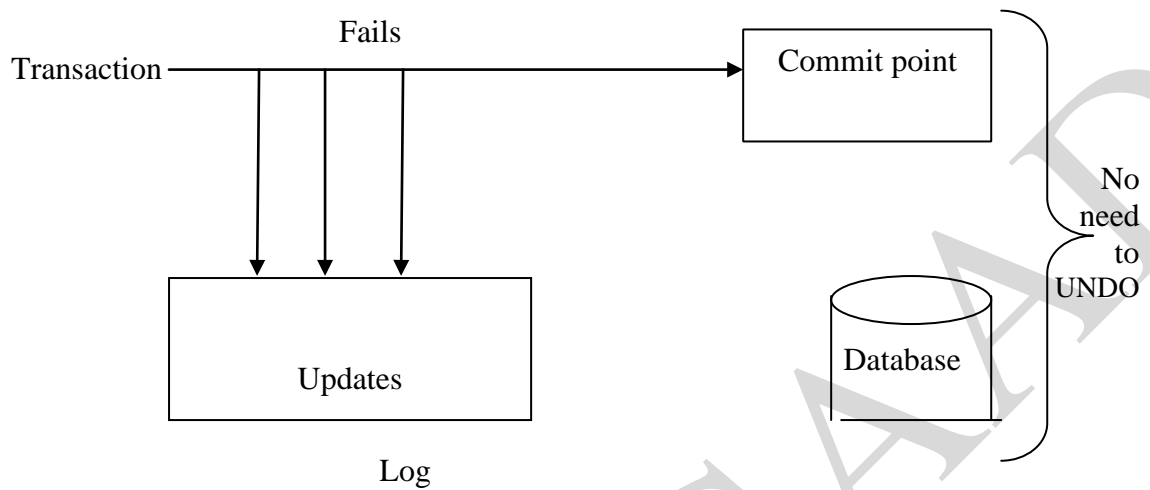 Fails
Transaction
Commit point
No
need
to
UNDO
Database
Updates
Log